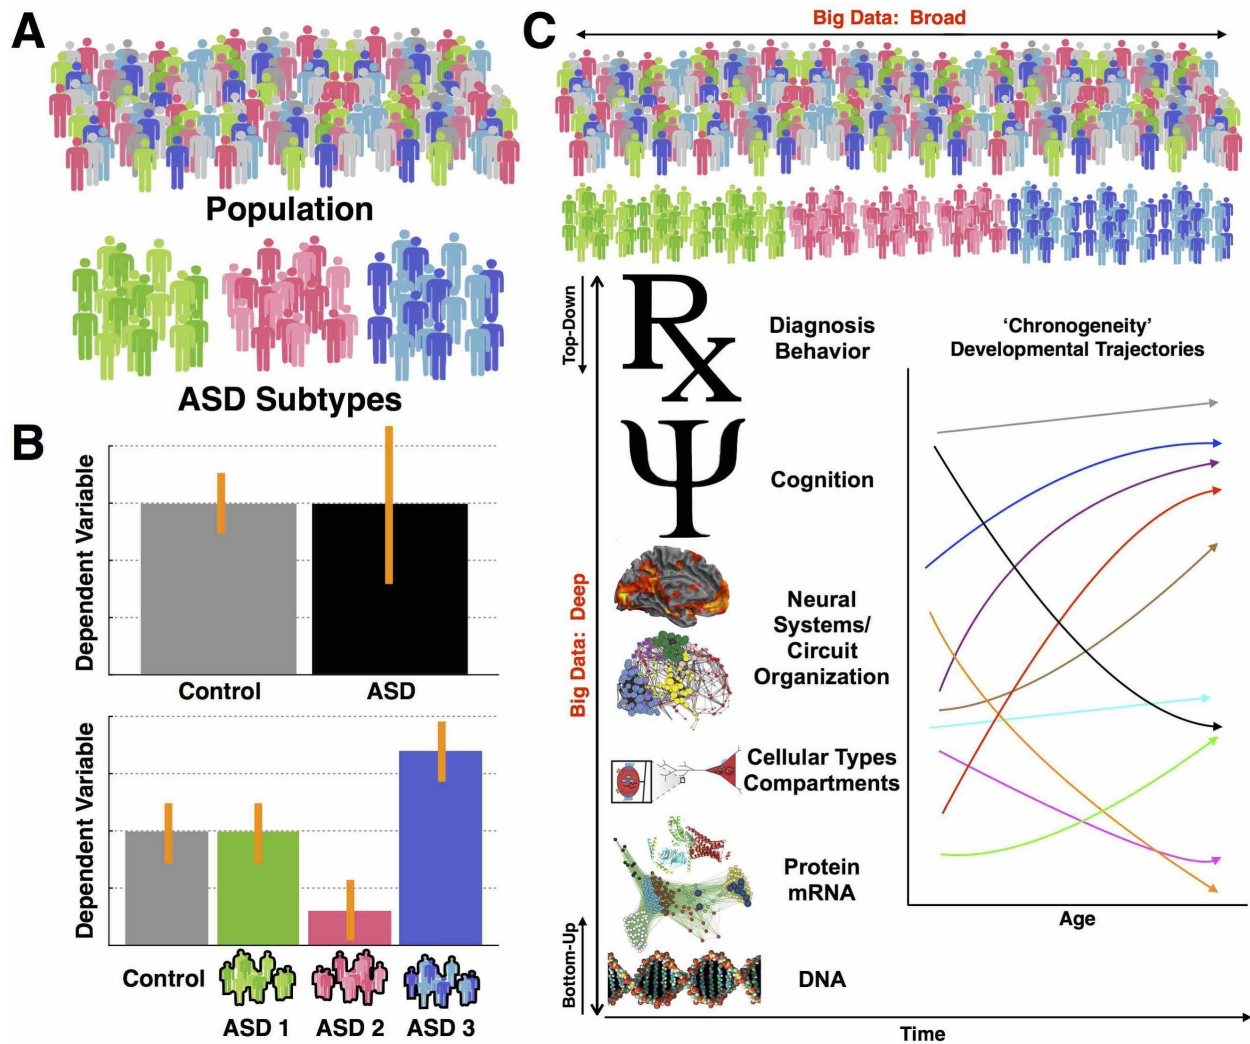 A
Population
ASD Subtypes
B
Dependent Variable
Control
ASD
Dependent Variable
Control
ASD 1
ASD 2
ASD 3
C
Big Data: Broad
Top-Down
Big Data: Deep
Bottom-Up
Rx
Diagnosis
Behavior
Ψ
Cognition
Neural
Systems/
Circuit
Organization
Cellular Types
Compartments
Protein
mRNA
DNA
‘Chronogeneity’
Developmental Trajectories
Age
Time